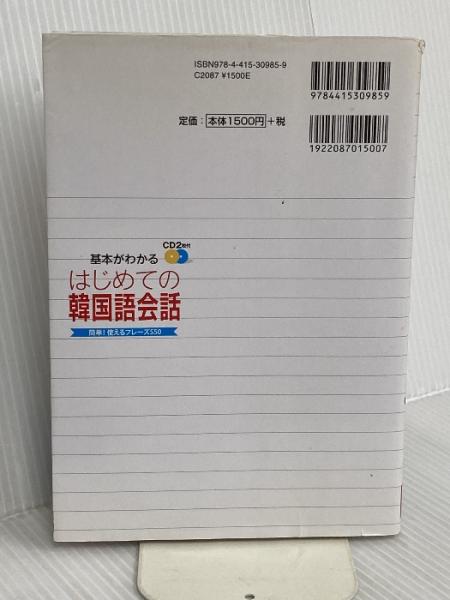 ISBN978-4-415-30985-9
C2087 ¥1500E
9784415309859
定価：本体1500円+税
1922087015007
CD2枚付
基本がわかる
はじめての
韓国語会話
簡単！使えるフレーズ550